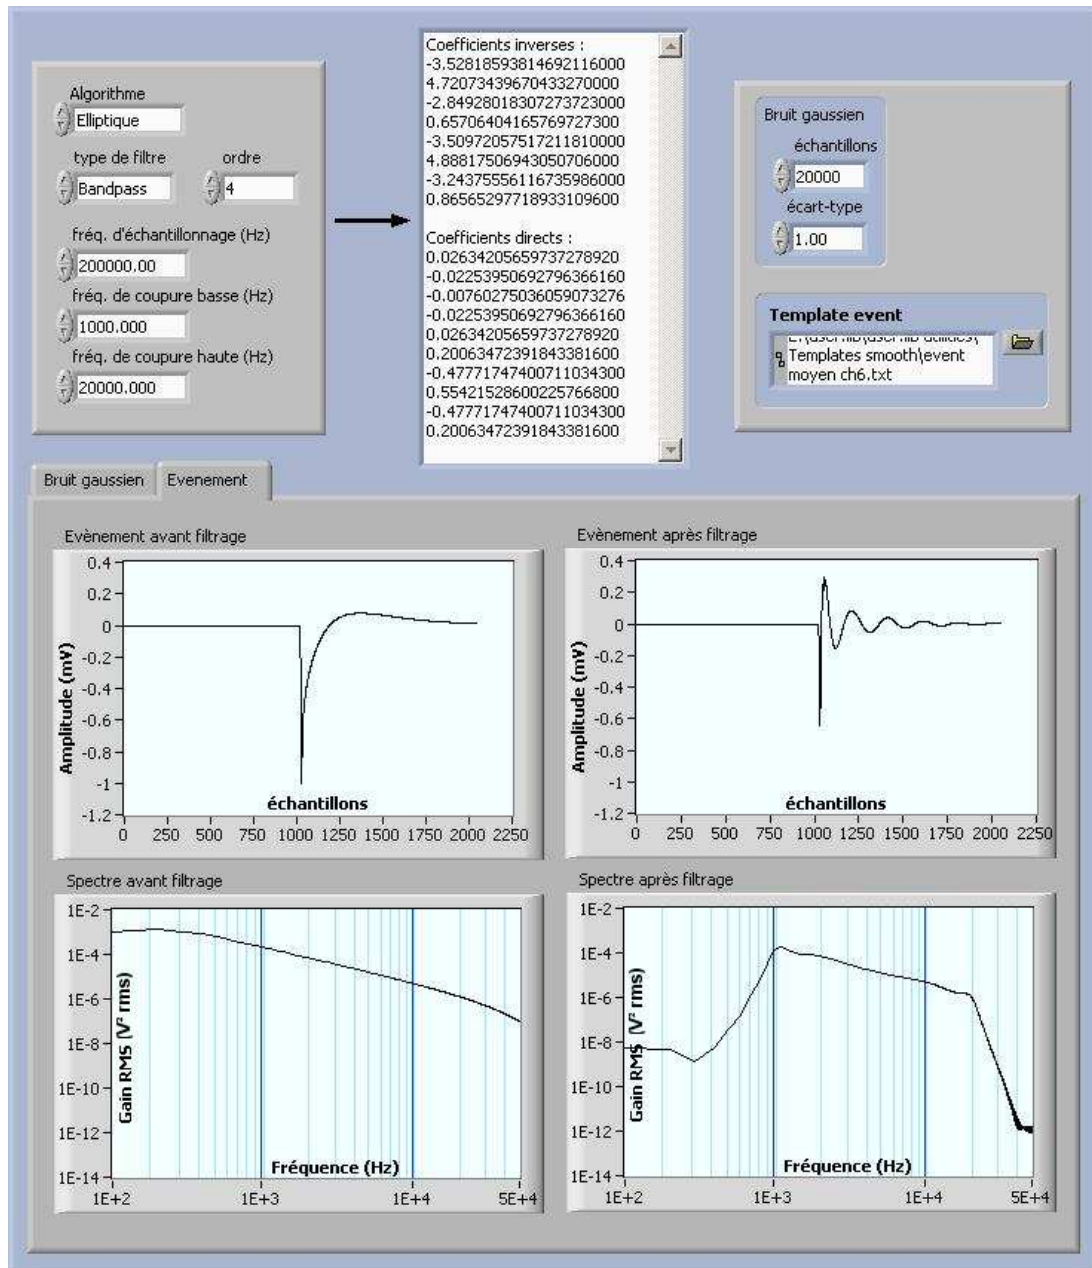 Algorithme
Elliptique
type de filtre
ordre
Bandpass
4
fréq. d'échantillonnage (Hz)
200000.00
fréq. de coupure basse (Hz)
1000.000
fréq. de coupure haute (Hz)
20000.000
Coefficients inverses :
-3.52818593814692116000
4.72073439670433270000
-2.84928018307273723000
0.65706404165769727300
-3.50972057517211810000
4.88817506943050706000
-3.24375556116735986000
0.86565297718933109600
Coefficients directs :
0.02634205659737278920
-0.02253950692796366160
-0.00760275036059073276
-0.02253950692796366160
0.02634205659737278920
0.20063472391843381600
-0.47771747400711034300
0.55421528600225766800
-0.47771747400711034300
0.20063472391843381600
Bruit gaussien
échantillons
20000
écart-type
1.00
Template event
Templates smooth\event
moyen ch6.txt
Bruit gaussien
Evenement
Evènement avant filtrage
0.4
0.2
0
-0.2
-0.4
-0.6
-0.8
-1
-1.2
Amplitude (mV)
échantillons
0 250 500 750 1000 1250 1500 1750 2000 2250
Evènement après filtrage
0.4
0.2
0
-0.2
-0.4
-0.6
-0.8
-1
-1.2
Amplitude (mV)
échantillons
0 250 500 750 1000 1250 1500 1750 2000 2250
Spectre avant filtrage
1E-2
1E-4
1E-6
1E-8
1E-10
1E-12
1E-14
Gain RMS (V² rms)
Fréquence (Hz)
1E+2 1E+3 1E+4 5E+4
Spectre après filtrage
1E-2
1E-4
1E-6
1E-8
1E-10
1E-12
1E-14
Gain RMS (V² rms)
Fréquence (Hz)
1E+2 1E+3 1E+4 5E+4